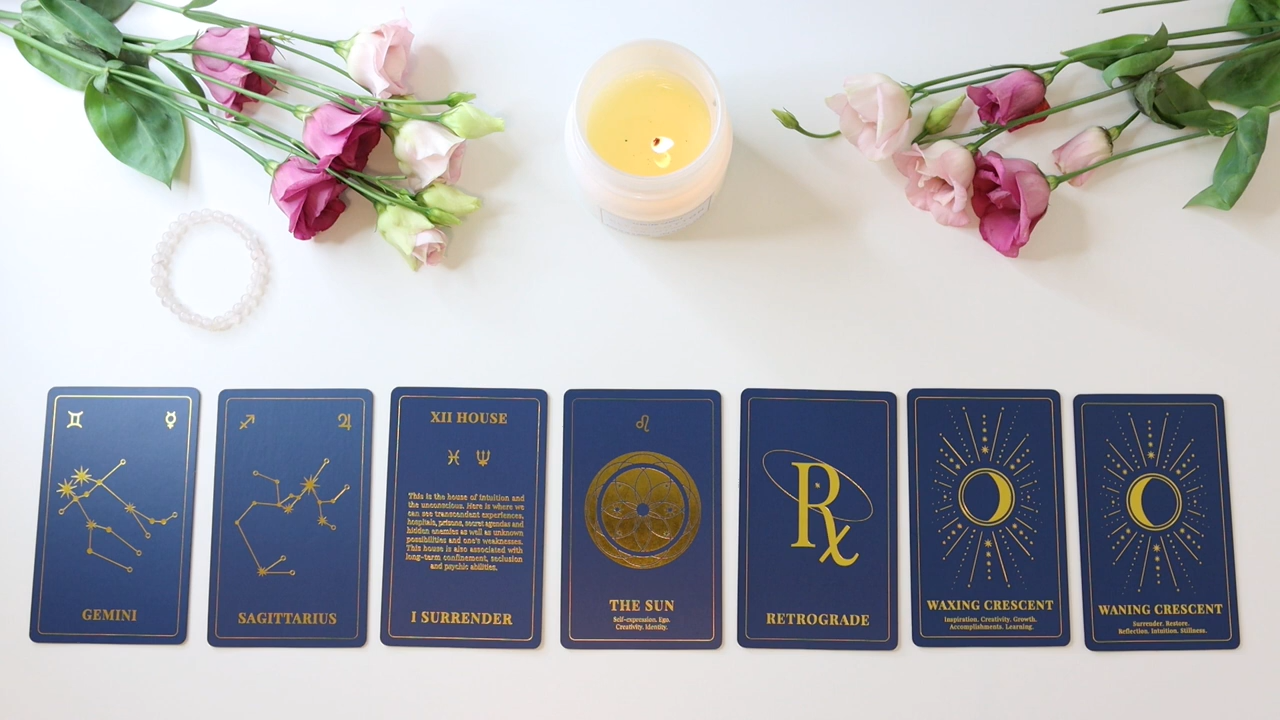 GEMINI
SAGITTARIUS
XII HOUSE
This is the house of intuition and
the unconscious. Here is where we
can see transcendent experiences.
hospitals, prisons, secret agendas and
hidden enemies as well as unknown
possibilities and one's weaknesses.
This house is also associated with
long-term confinement, seclusion
and psychic abilities.
I SURRENDER
THE SUN
Self-expression. Ego.
Creativity. Identity.
Rx
RETROGRADE
WAXING CRESCENT
Inspiration. Creativity. Growth.
Accomplishments. Learning.
WANING CRESCENT
Surrender. Restore.
Reflection. Intuition. Stillness.